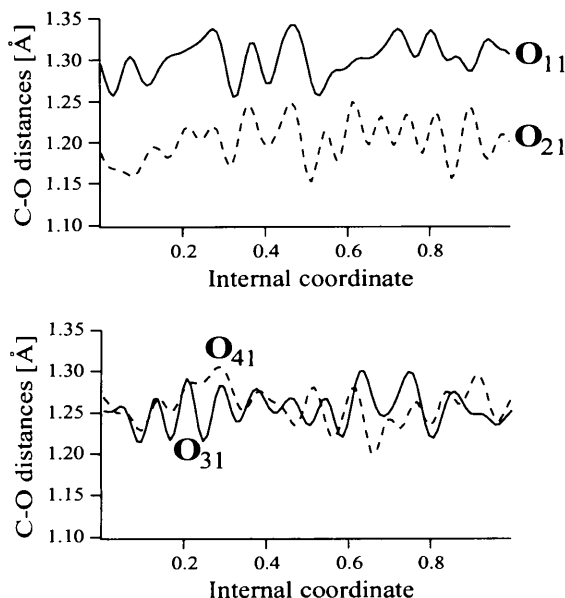 1.35
1.30
1.25
1.20
1.15
1.10
C-O distances [Å]
O11
O21
0.2
0.4
0.6
0.8
Internal coordinate
1.35
1.30
1.25
1.20
1.15
1.10
C-O distances [Å]
O41
O31
0.2
0.4
0.6
0.8
Internal coordinate